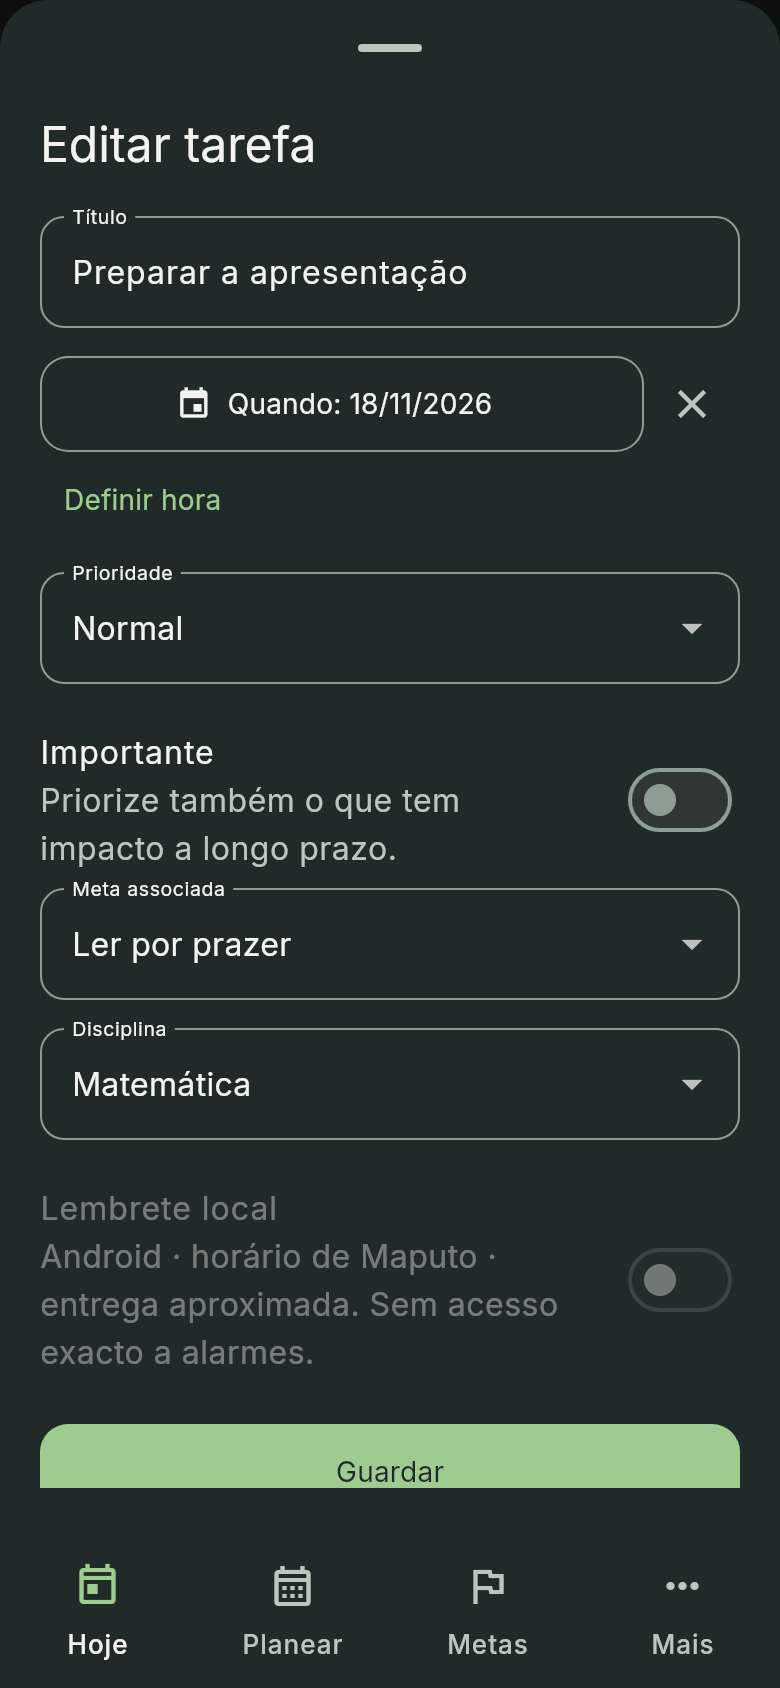 Editar tarefa
Título
Preparar a apresentação
Quando: 18/11/2026
Definir hora
Prioridade
Normal
Importante
Priorize também o que tem
impacto a longo prazo.
Meta associada
Ler por prazer
Disciplina
Matemática
Lembrete local
Android · horário de Maputo ·
entrega aproximada. Sem acesso
exacto a alarmes.
Guardar
Hoje
Planear
Metas
Mais